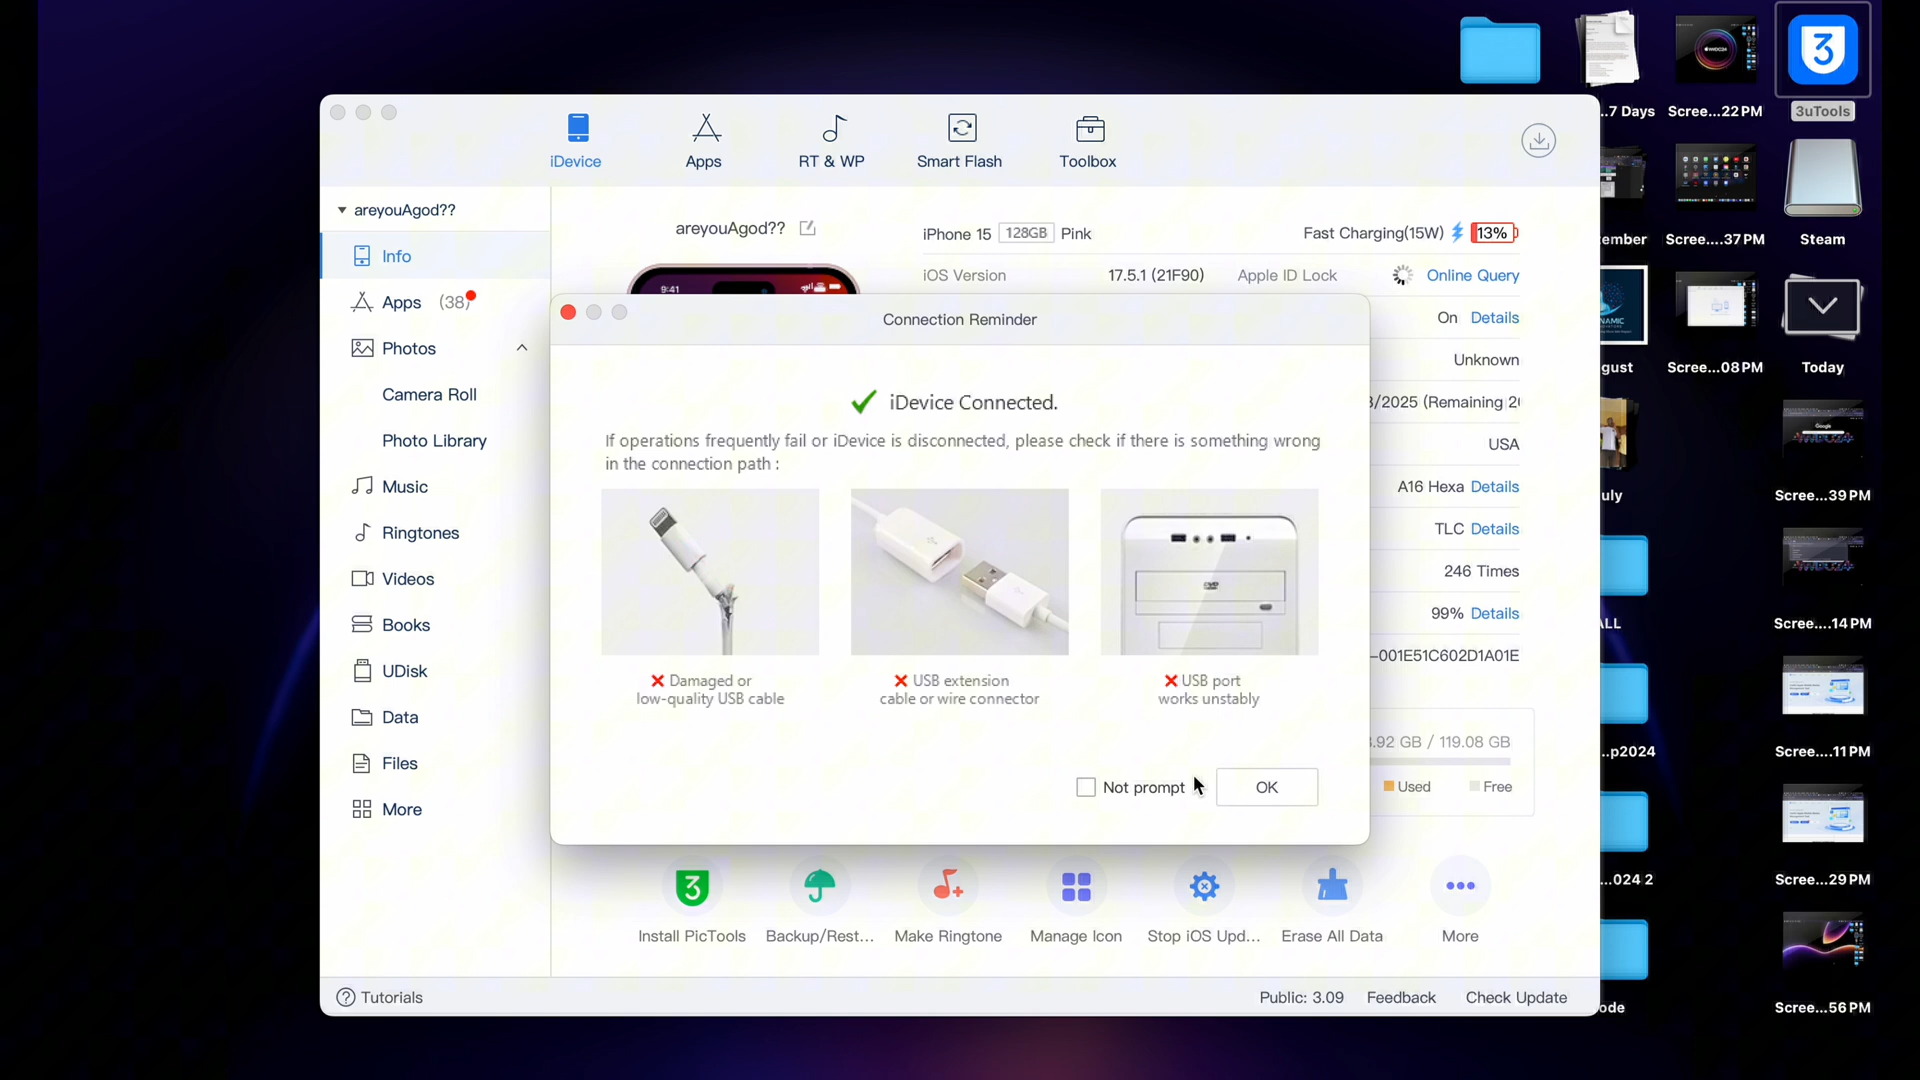 iDevice
Apps
RT & WP
Smart Flash
Toolbox
areyouAgod??
Info
Apps (38)
Photos
Camera Roll
Photo Library
Music
Ringtones
Videos
Books
UDisk
Data
Files
More
areyouAgod??
9:41
iPhone 15 128GB Pink
Fast Charging(15W) 13%
iOS Version 17.5.1 (21F90)
Apple ID Lock Online Query
On Details
Unknown
/2025 (Remaining
USA
A16 Hexa Details
TLC Details
246 Times
99% Details
-001E51C602D1A01E
.92 GB / 119.08 GB
Used Free
Connection Reminder
iDevice Connected.
If operations frequently fail or iDevice is disconnected, please check if there is something wrong
in the connection path :
DVD
Damaged or
low-quality USB cable
USB extension
cable or wire connector
USB port
works unstably
Not prompt
OK
Install PicTools
Backup/Rest...
Make Ringtone
Manage Icon
Stop iOS Upd...
Erase All Data
More
Tutorials
Public: 3.09
Feedback
Check Update
...7 Days
Scree...22 PM
3uTools
ember
Scree....37 PM
Steam
NAMIC
gust
Scree...08 PM
Today
Google
uly
Scree...39 PM
ALL
Scree....14 PM
...p2024
Scree....11 PM
...024 2
Scree...29 PM
ode
Scree...56 PM